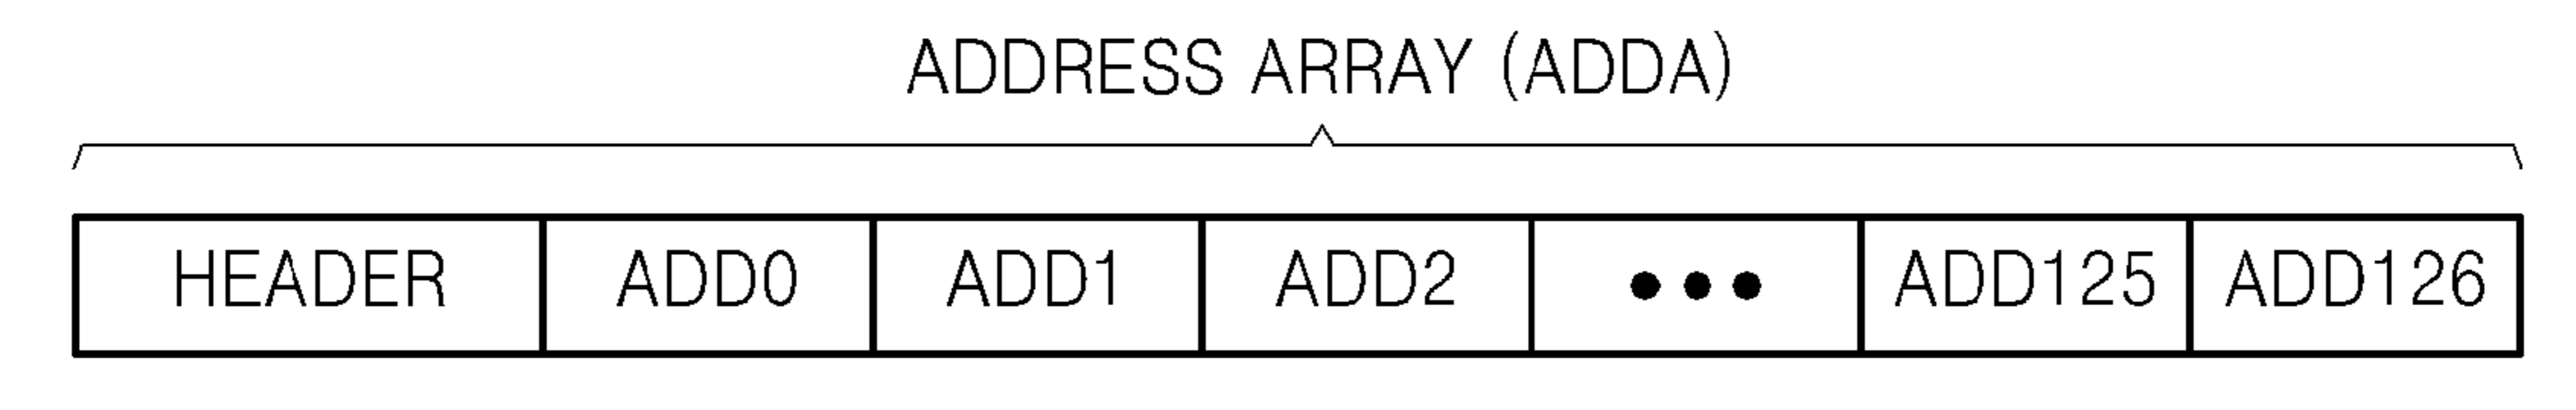 ADDRESS ARRAY (ADDA)
HEADER ADD0 ADD1 ADD2 ••• ADD125 ADD126